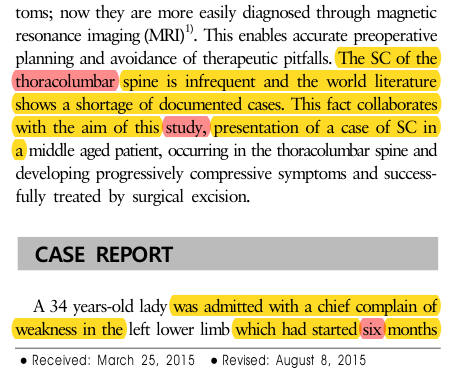 toms; now they are more easily diagnosed through magnetic
resonance imaging (MRI)1). This enables accurate preoperative
planning and avoidance of therapeutic pitfalls. The SC of the
thoracolumbar spine is infrequent and the world literature
shows a shortage of documented cases. This fact collaborates
with the aim of this study, presentation of a case of SC in
a middle aged patient, occurring in the thoracolumbar spine and
developing progressively compressive symptoms and success-
fully treated by surgical excision.
CASE REPORT
A 34 years-old lady was admitted with a chief complain of
weakness in the left lower limb which had started six months
● Received: March 25, 2015 ● Revised: August 8, 2015